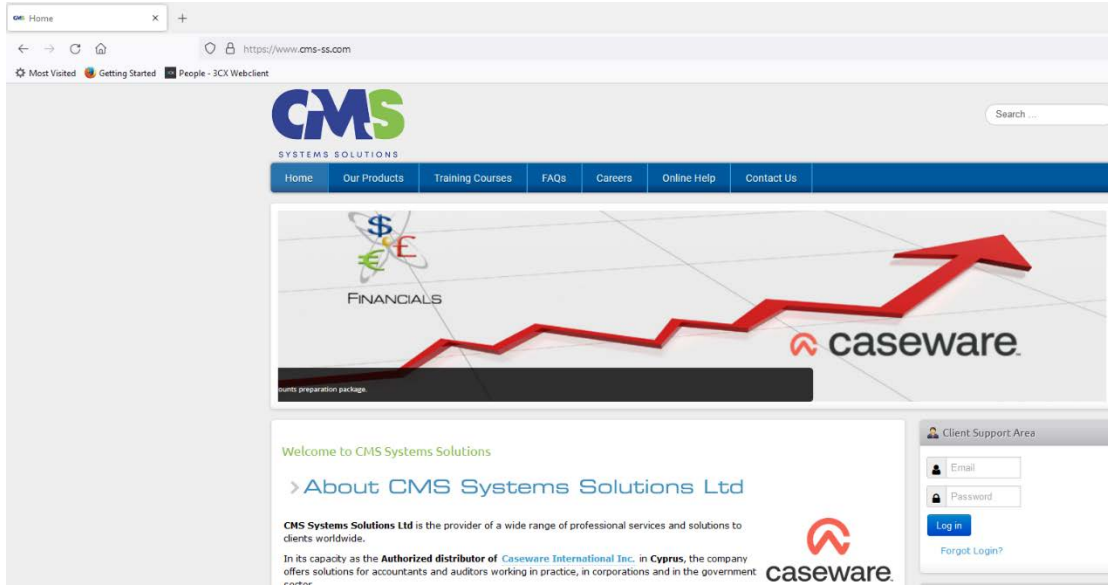 CMS Home
https://www.cms-ss.com
Most Visited Getting Started People - 3CX Webclient
CMS
SYSTEMS SOLUTIONS
Search ...
Home Our Products Training Courses FAQs Careers Online Help Contact Us
$ £ €
FINANCIALS
caseware.
ounts preparation package.
Client Support Area
Welcome to CMS Systems Solutions
Email
About CMS Systems Solutions Ltd
Password
CMS Systems Solutions Ltd is the provider of a wide range of professional services and solutions to
clients worldwide.
Log in
Forgot Login?
In its capacity as the Authorized distributor of Caseware International Inc. in Cyprus, the company
offers solutions for accountants and auditors working in practice, in corporations and in the government
caseware.
sector